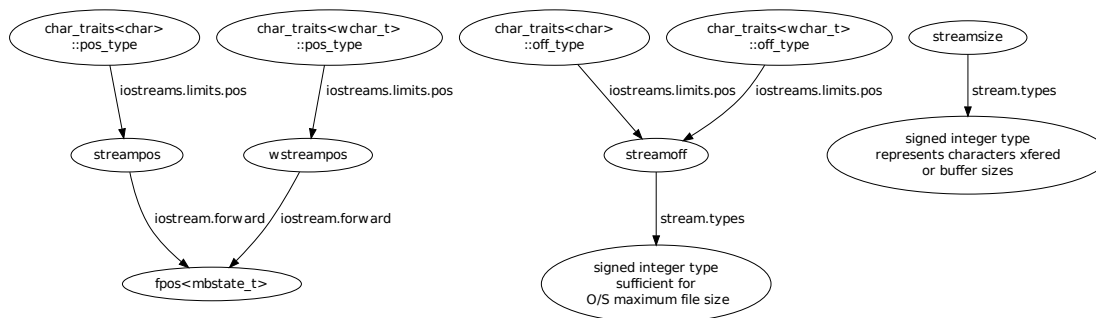 char_traits<char>
::pos_type
char_traits<wchar_t>
::pos_type
char_traits<char>
::off_type
char_traits<wchar_t>
::off_type
streamsize
iostreams.limits.pos
iostreams.limits.pos
iostreams.limits.pos
iostreams.limits.pos
stream.types
streampos
wstreampos
streamoff
signed integer type
represents characters xfered
or buffer sizes
iostream.forward
iostream.forward
stream.types
fpos<mbstate_t>
signed integer type
sufficient for
O/S maximum file size